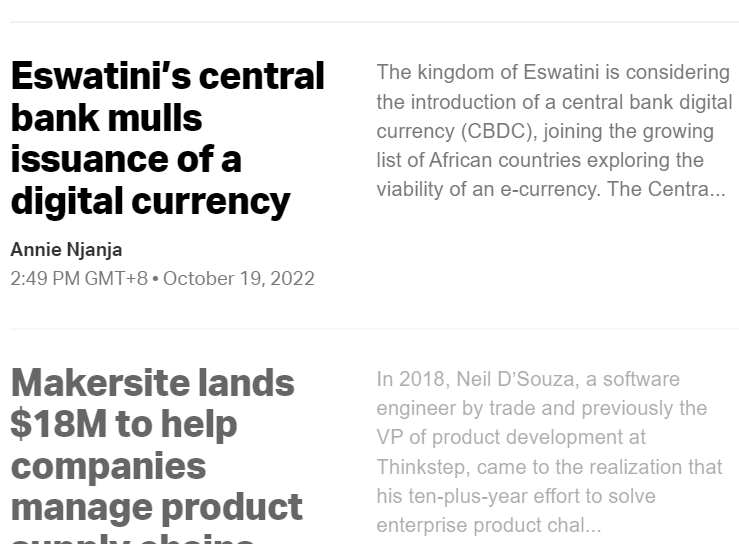 Eswatini’s central
bank mulls
issuance of a
digital currency
Annie Njanja
2:49 PM GMT+8 • October 19, 2022
The kingdom of Eswatini is considering
the introduction of a central bank digital
currency (CBDC), joining the growing
list of African countries exploring the
viability of an e-currency. The Centra...
Makersite lands
$18M to help
companies
manage product
supply chains
In 2018, Neil D’Souza, a software
engineer by trade and previously the
VP of product development at
Thinkstep, came to the realization that
his ten-plus-year effort to solve
enterprise product chal...